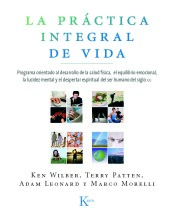 LA PRÁCTICA
INTEGRAL
DE VIDA
Programa orientado al desarrollo de la salud física, el equilibrio emocional,
la lucidez mental y el despertar espiritual del ser humano del siglo XXI
KEN WILBER, TERRY PATTEN,
ADAM LEONARD Y MARCO MORELLI